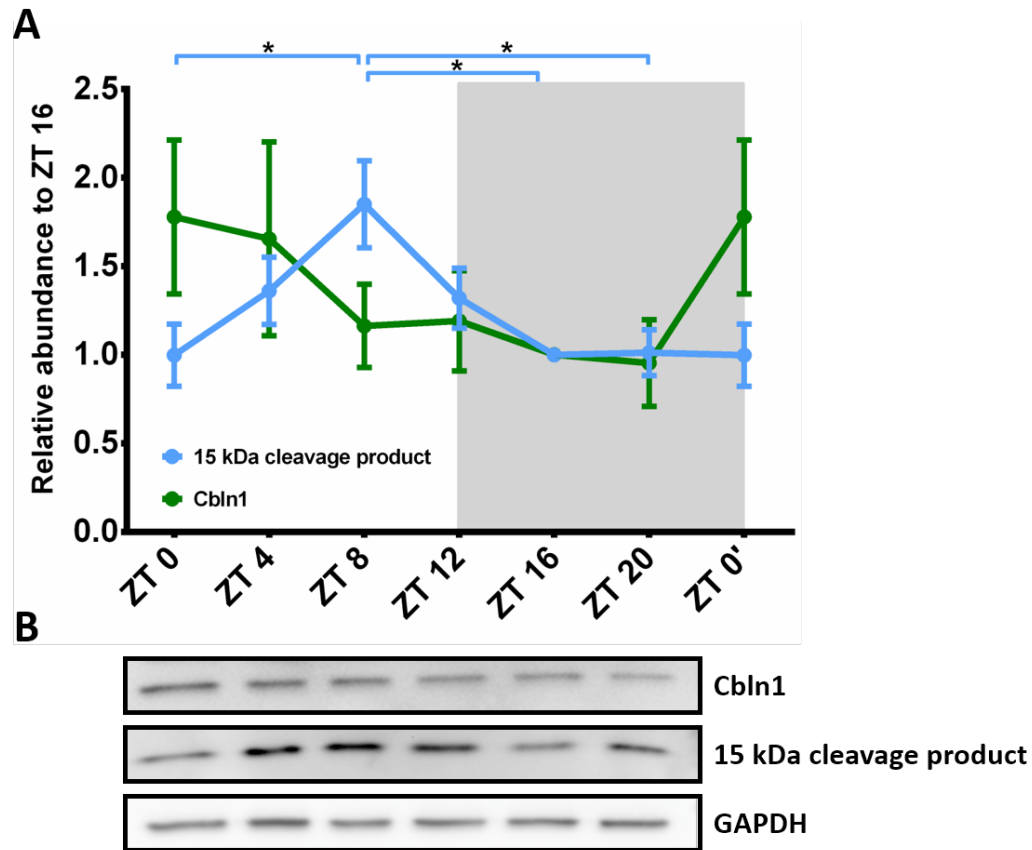 A
* *
*
Relative abundance to ZT 16
2.5
2.0
1.5
1.0
0.5
0.0
15 kDa cleavage product
Cbln1
ZT 0 ZT 4 ZT 8 ZT 12 ZT 16 ZT 20 ZT 0'
B
Cbln1
15 kDa cleavage product
GAPDH